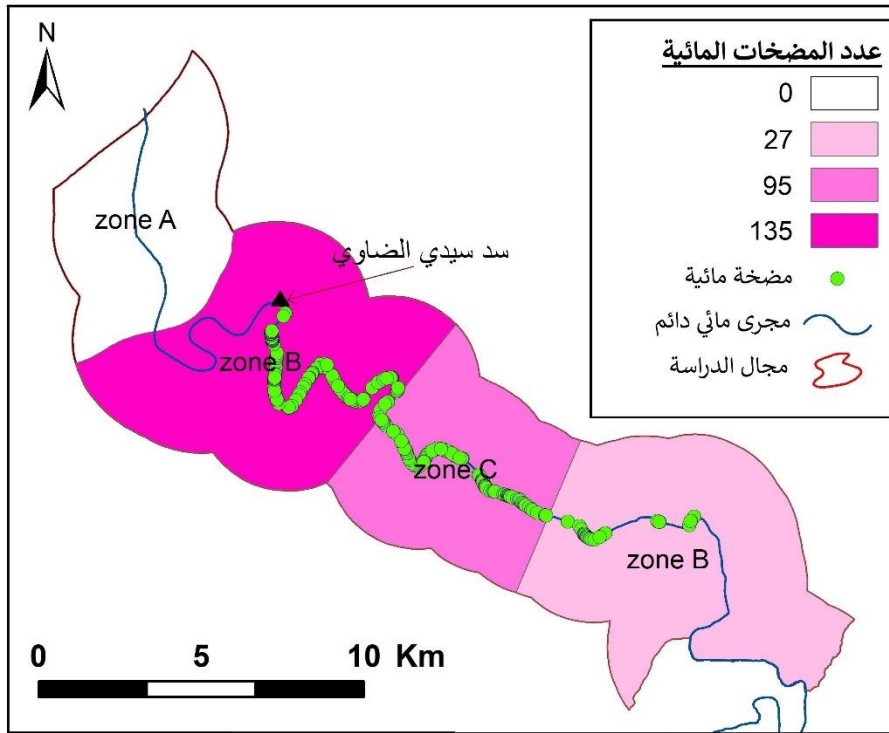 N
عدد المضخات المائية
0
27
95
135
مضخة مائية
مجرى مائي دائم
مجال الدراسة
zone A
سد سيدي الضاوي
zone B
zone C
zone B
0 5 10 Km